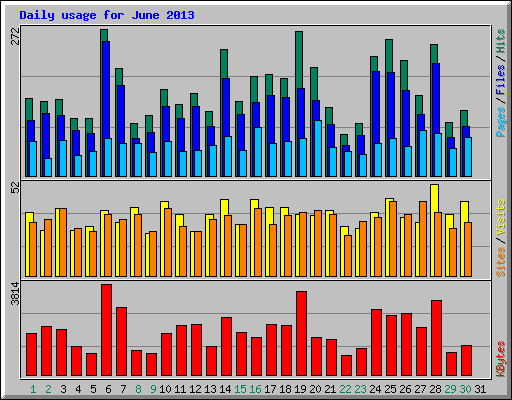 Daily usage for June 2013
272
Pages / Files / Hits
52
Sites / Visits
3814
KBytes
1 2 3 4 5 6 7 8 9 10 11 12 13 14 15 16 17 18 19 20 21 22 23 24 25 26 27 28 29 30 31